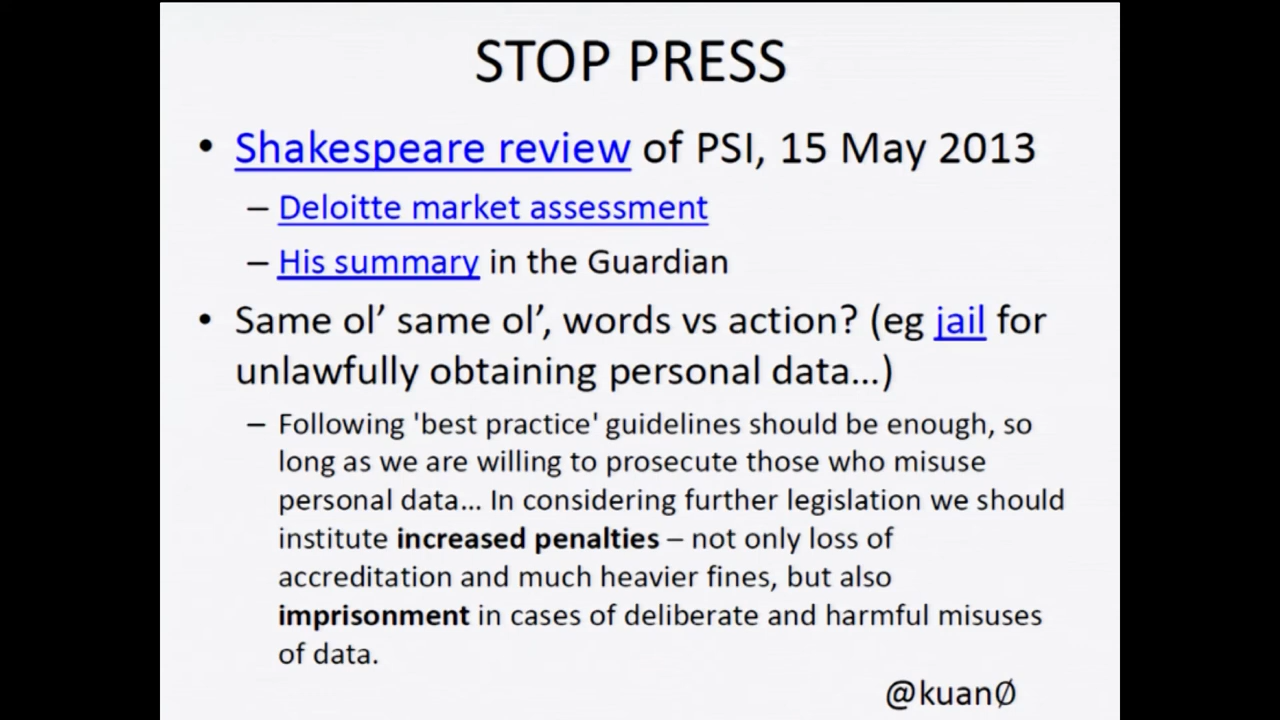 STOP PRESS
• Shakespeare review of PSI, 15 May 2013
– Deloitte market assessment
– His summary in the Guardian
• Same ol’ same ol’, words vs action? (eg jail for
unlawfully obtaining personal data…)
– Following 'best practice' guidelines should be enough, so
long as we are willing to prosecute those who misuse
personal data… In considering further legislation we should
institute increased penalties – not only loss of
accreditation and much heavier fines, but also
imprisonment in cases of deliberate and harmful misuses
of data.
@kuanØ